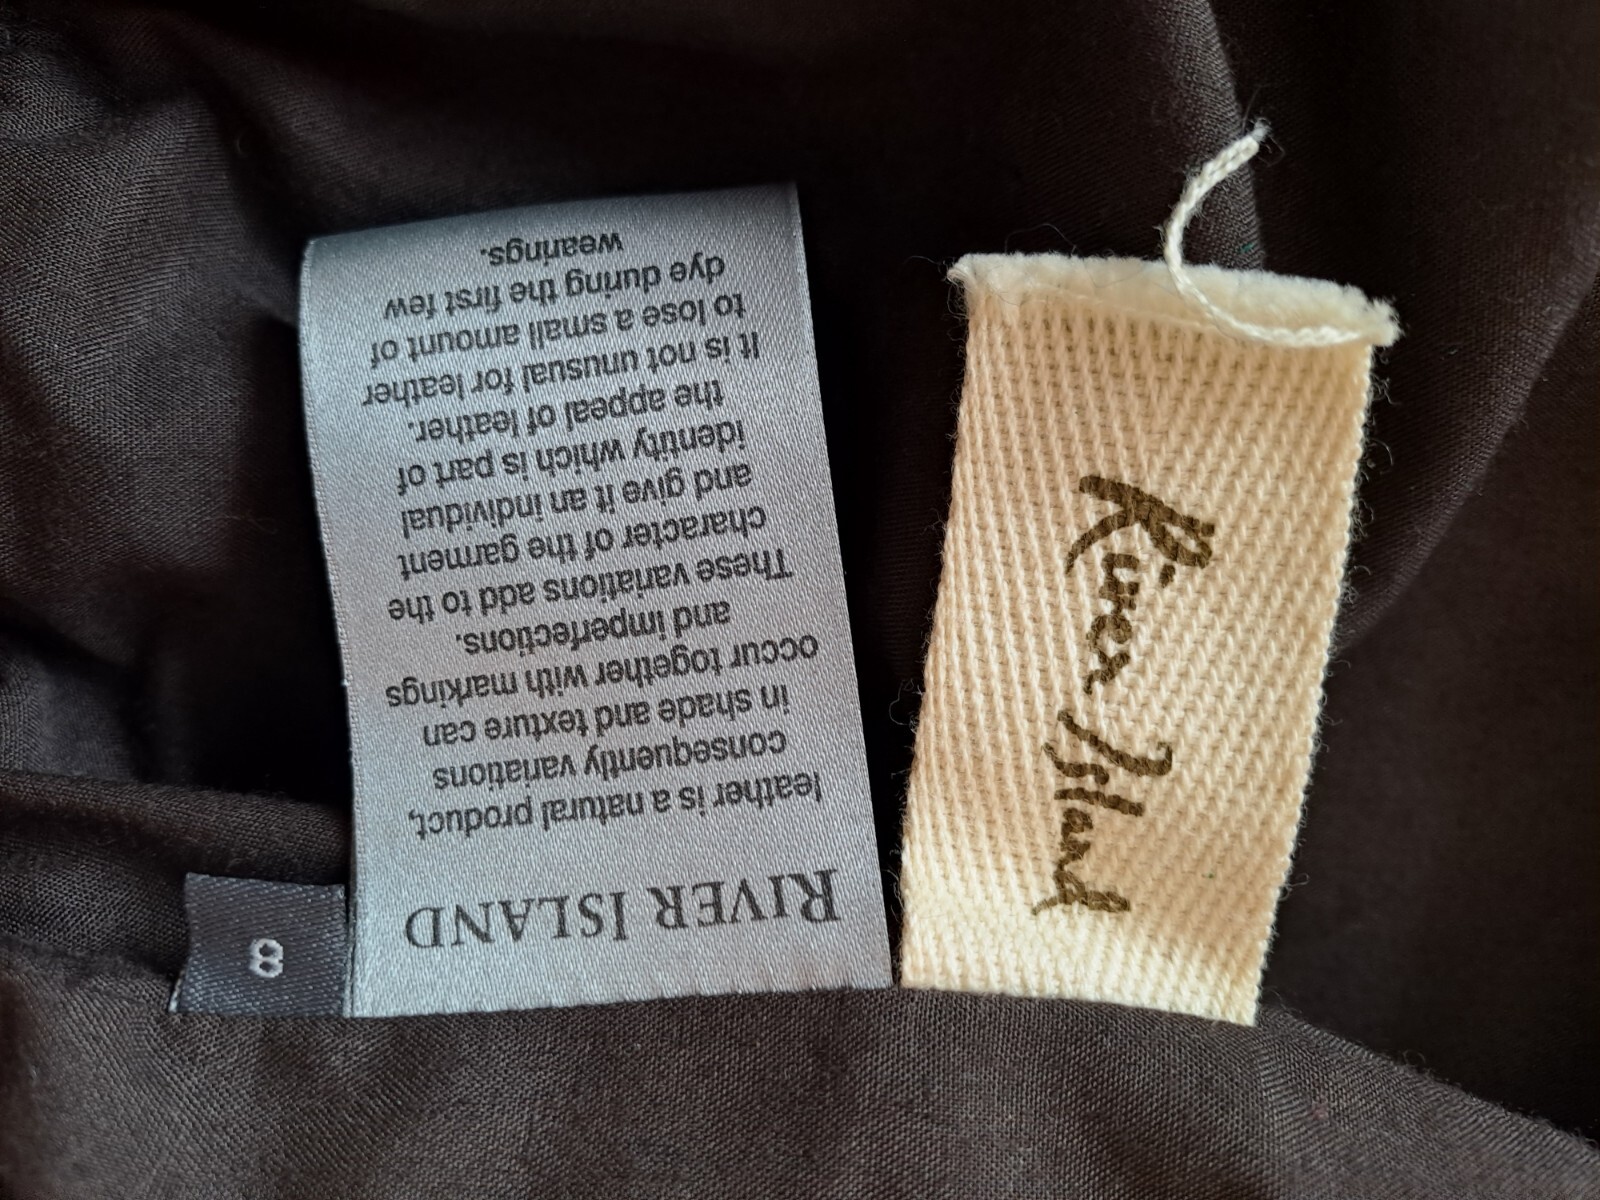 RIVER ISLAND
leather is a natural product,
consequently variations
in shade and texture can
occur together with markings
and imperfections.
These variations add to the
character of the garment
and give it an individual
identity which is part of
the appeal of leather.
It is not unusual for leather
to lose a small amount of
dye during the first few
wearings.
8
River Island